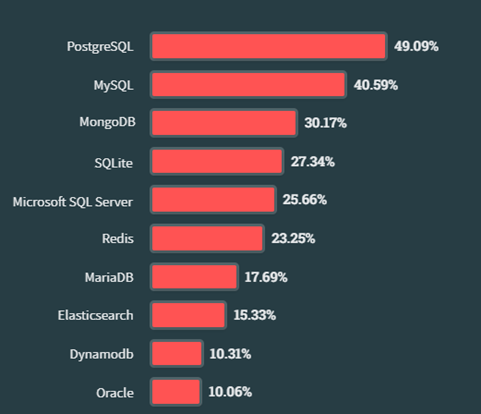 PostgreSQL 49.09%
MySQL 40.59%
MongoDB 30.17%
SQLite 27.34%
Microsoft SQL Server 25.66%
Redis 23.25%
MariaDB 17.69%
Elasticsearch 15.33%
Dynamodb 10.31%
Oracle 10.06%